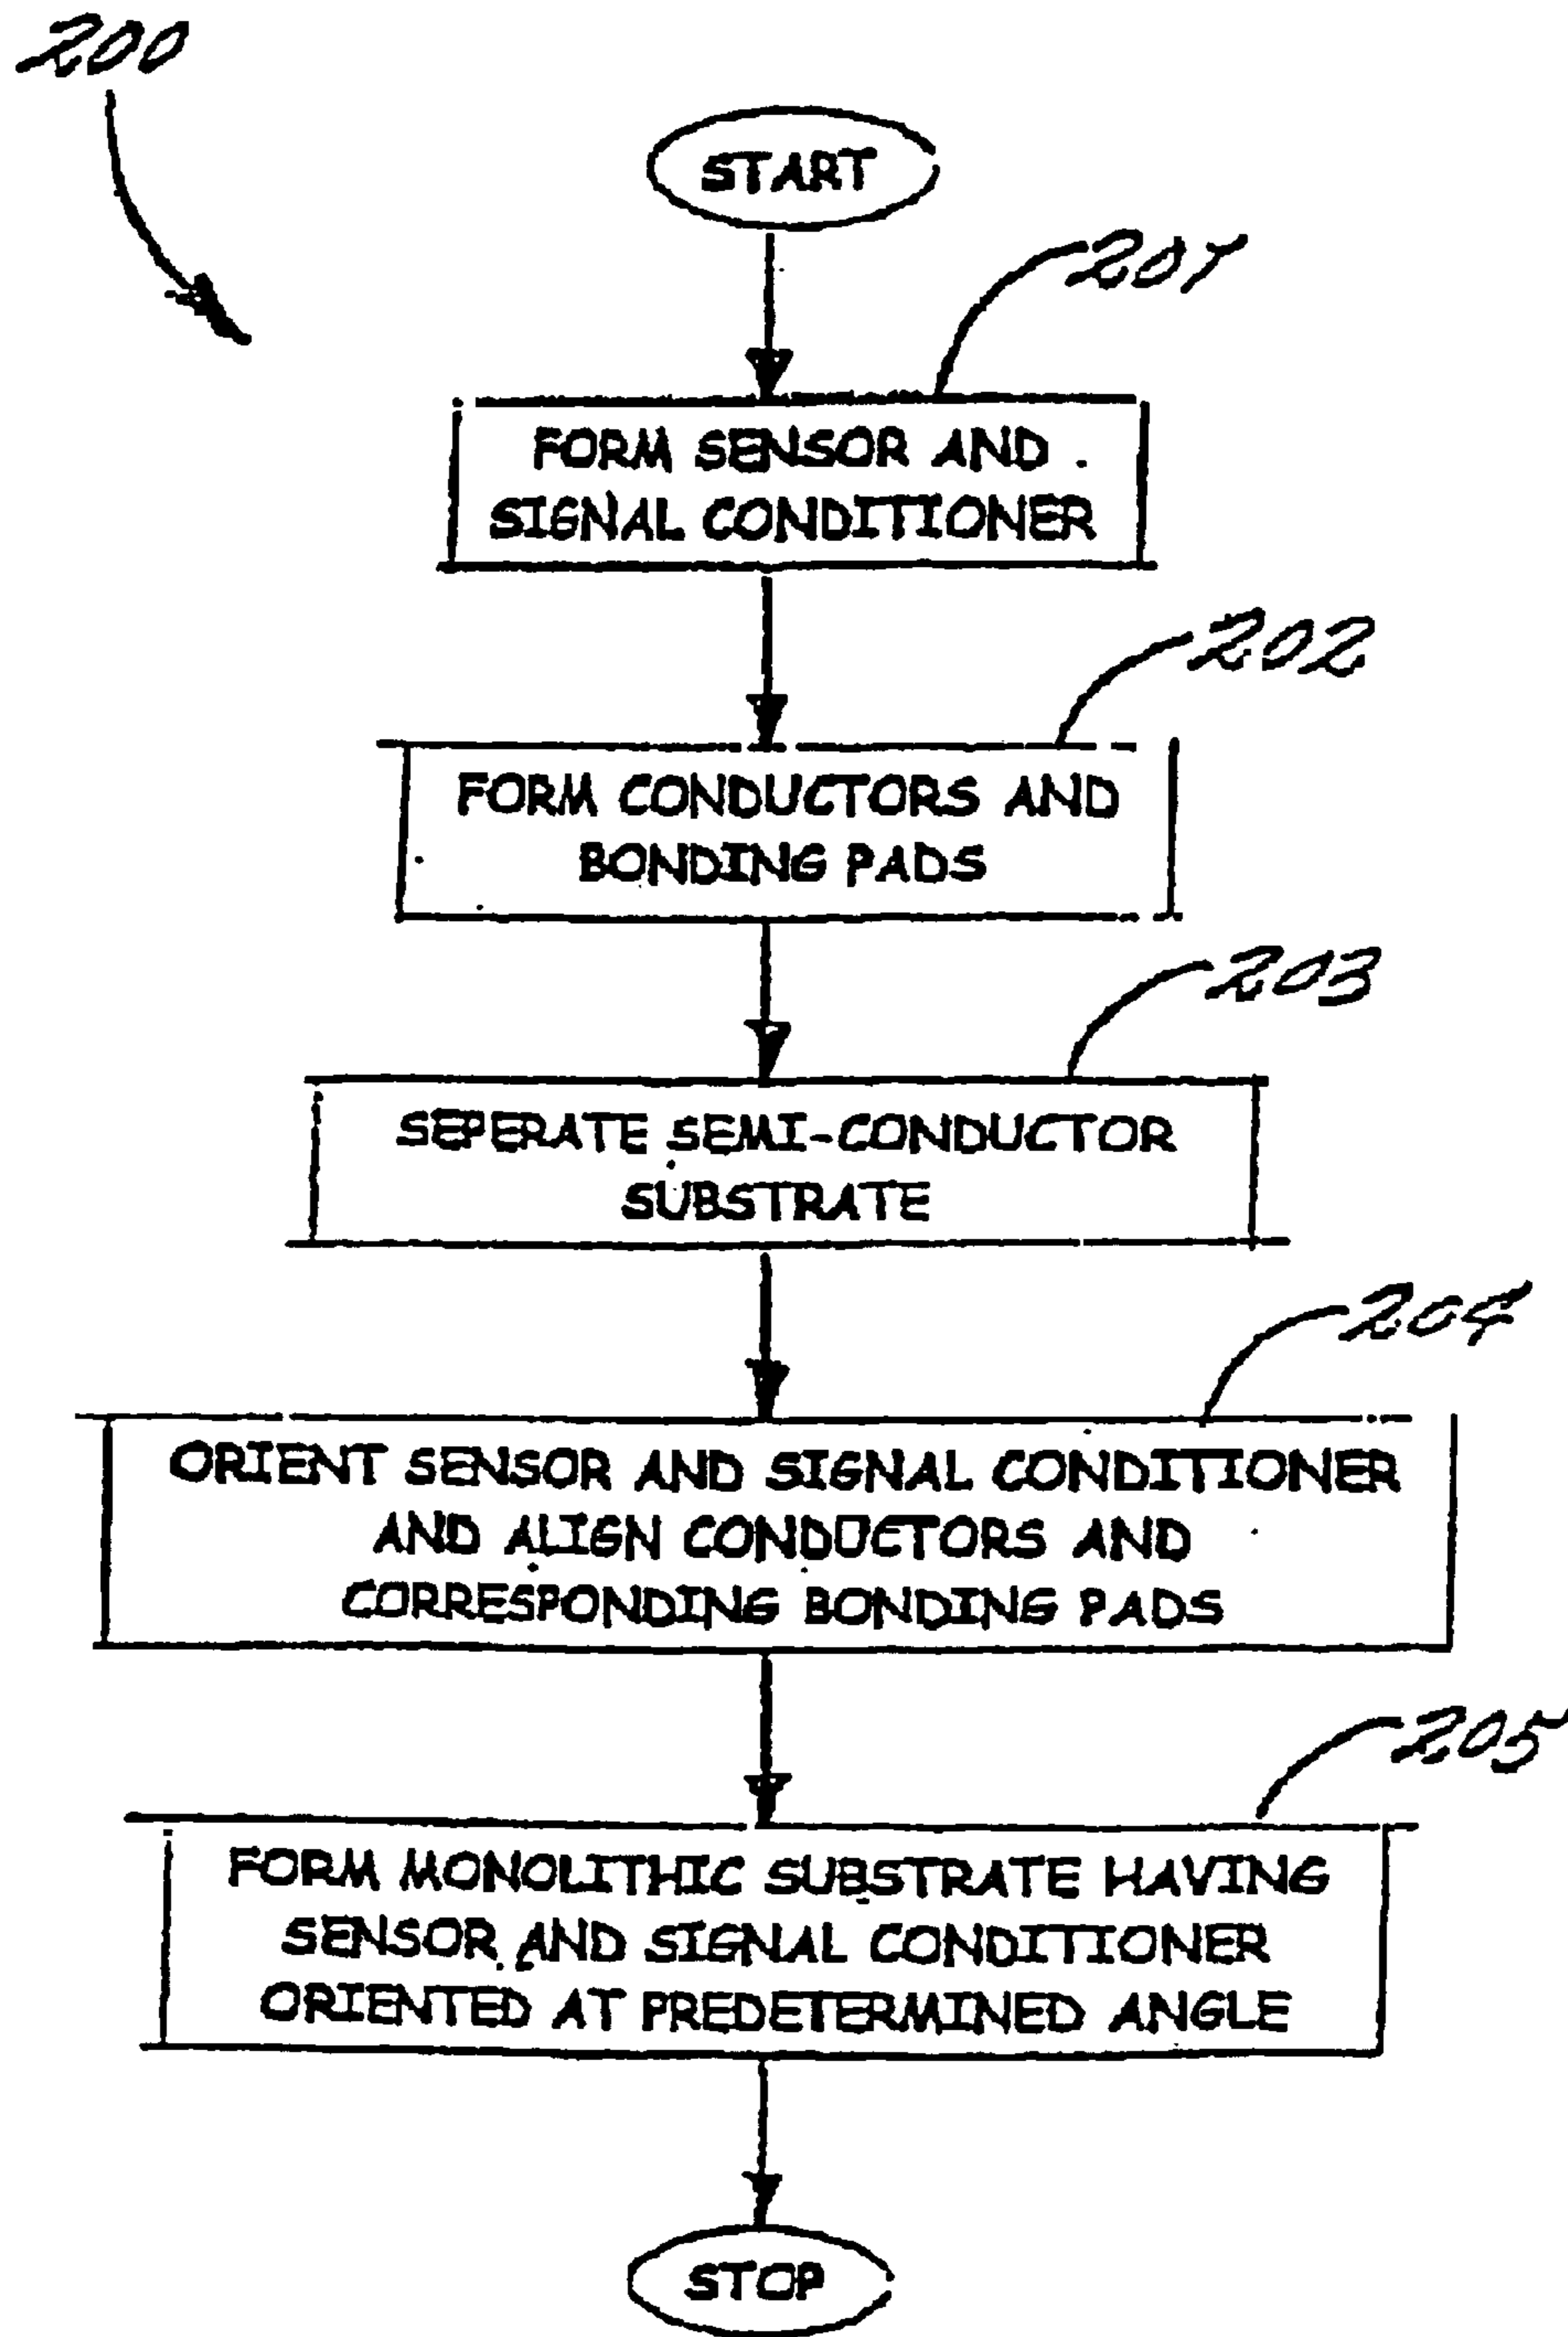 200
START
201
FORM SENSOR AND
SIGNAL CONDITIONER
202
FORM CONDUCTORS AND
BONDING PADS
203
SEPERATE SEMI-CONDUCTOR
SUBSTRATE
204
ORIENT SENSOR AND SIGNAL CONDITIONER
AND ALIGN CONDUCTORS AND
CORRESPONDING BONDING PADS
205
FORM MONOLITHIC SUBSTRATE HAVING
SENSOR AND SIGNAL CONDITIONER
ORIENTED AT PREDETERMINED ANGLE
STOP